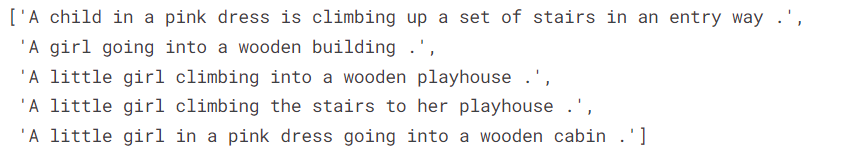 ['A child in a pink dress is climbing up a set of stairs in an entry way .',
'A girl going into a wooden building .',
'A little girl climbing into a wooden playhouse .',
'A little girl climbing the stairs to her playhouse .',
'A little girl in a pink dress going into a wooden cabin .']